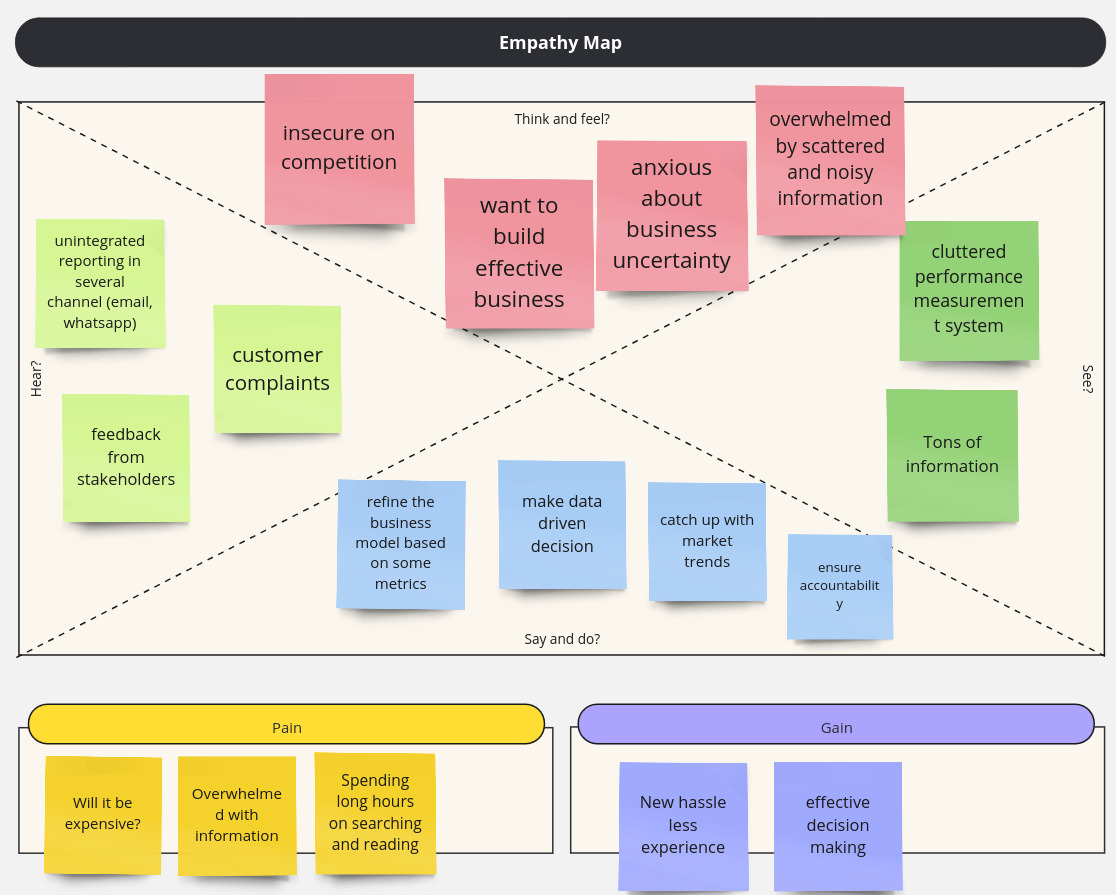 Empathy Map
Think and feel?
insecure on
competition
want to
build
effective
business
anxious
about
business
uncertainty
overwhelmed
by scattered
and noisy
information
Hear?
unintegrated
reporting in
several
channel (email,
whatsapp)
customer
complaints
feedback
from
stakeholders
See?
cluttered
performance
measuremen
t system
Tons of
information
refine the
business
model based
on some
metrics
make data
driven
decision
catch up with
market
trends
ensure
accountabilit
y
Say and do?
Pain
Will it be
expensive?
Overwhelme
d with
information
Spending
long hours
on searching
and reading
Gain
New hassle
less
experience
effective
decision
making